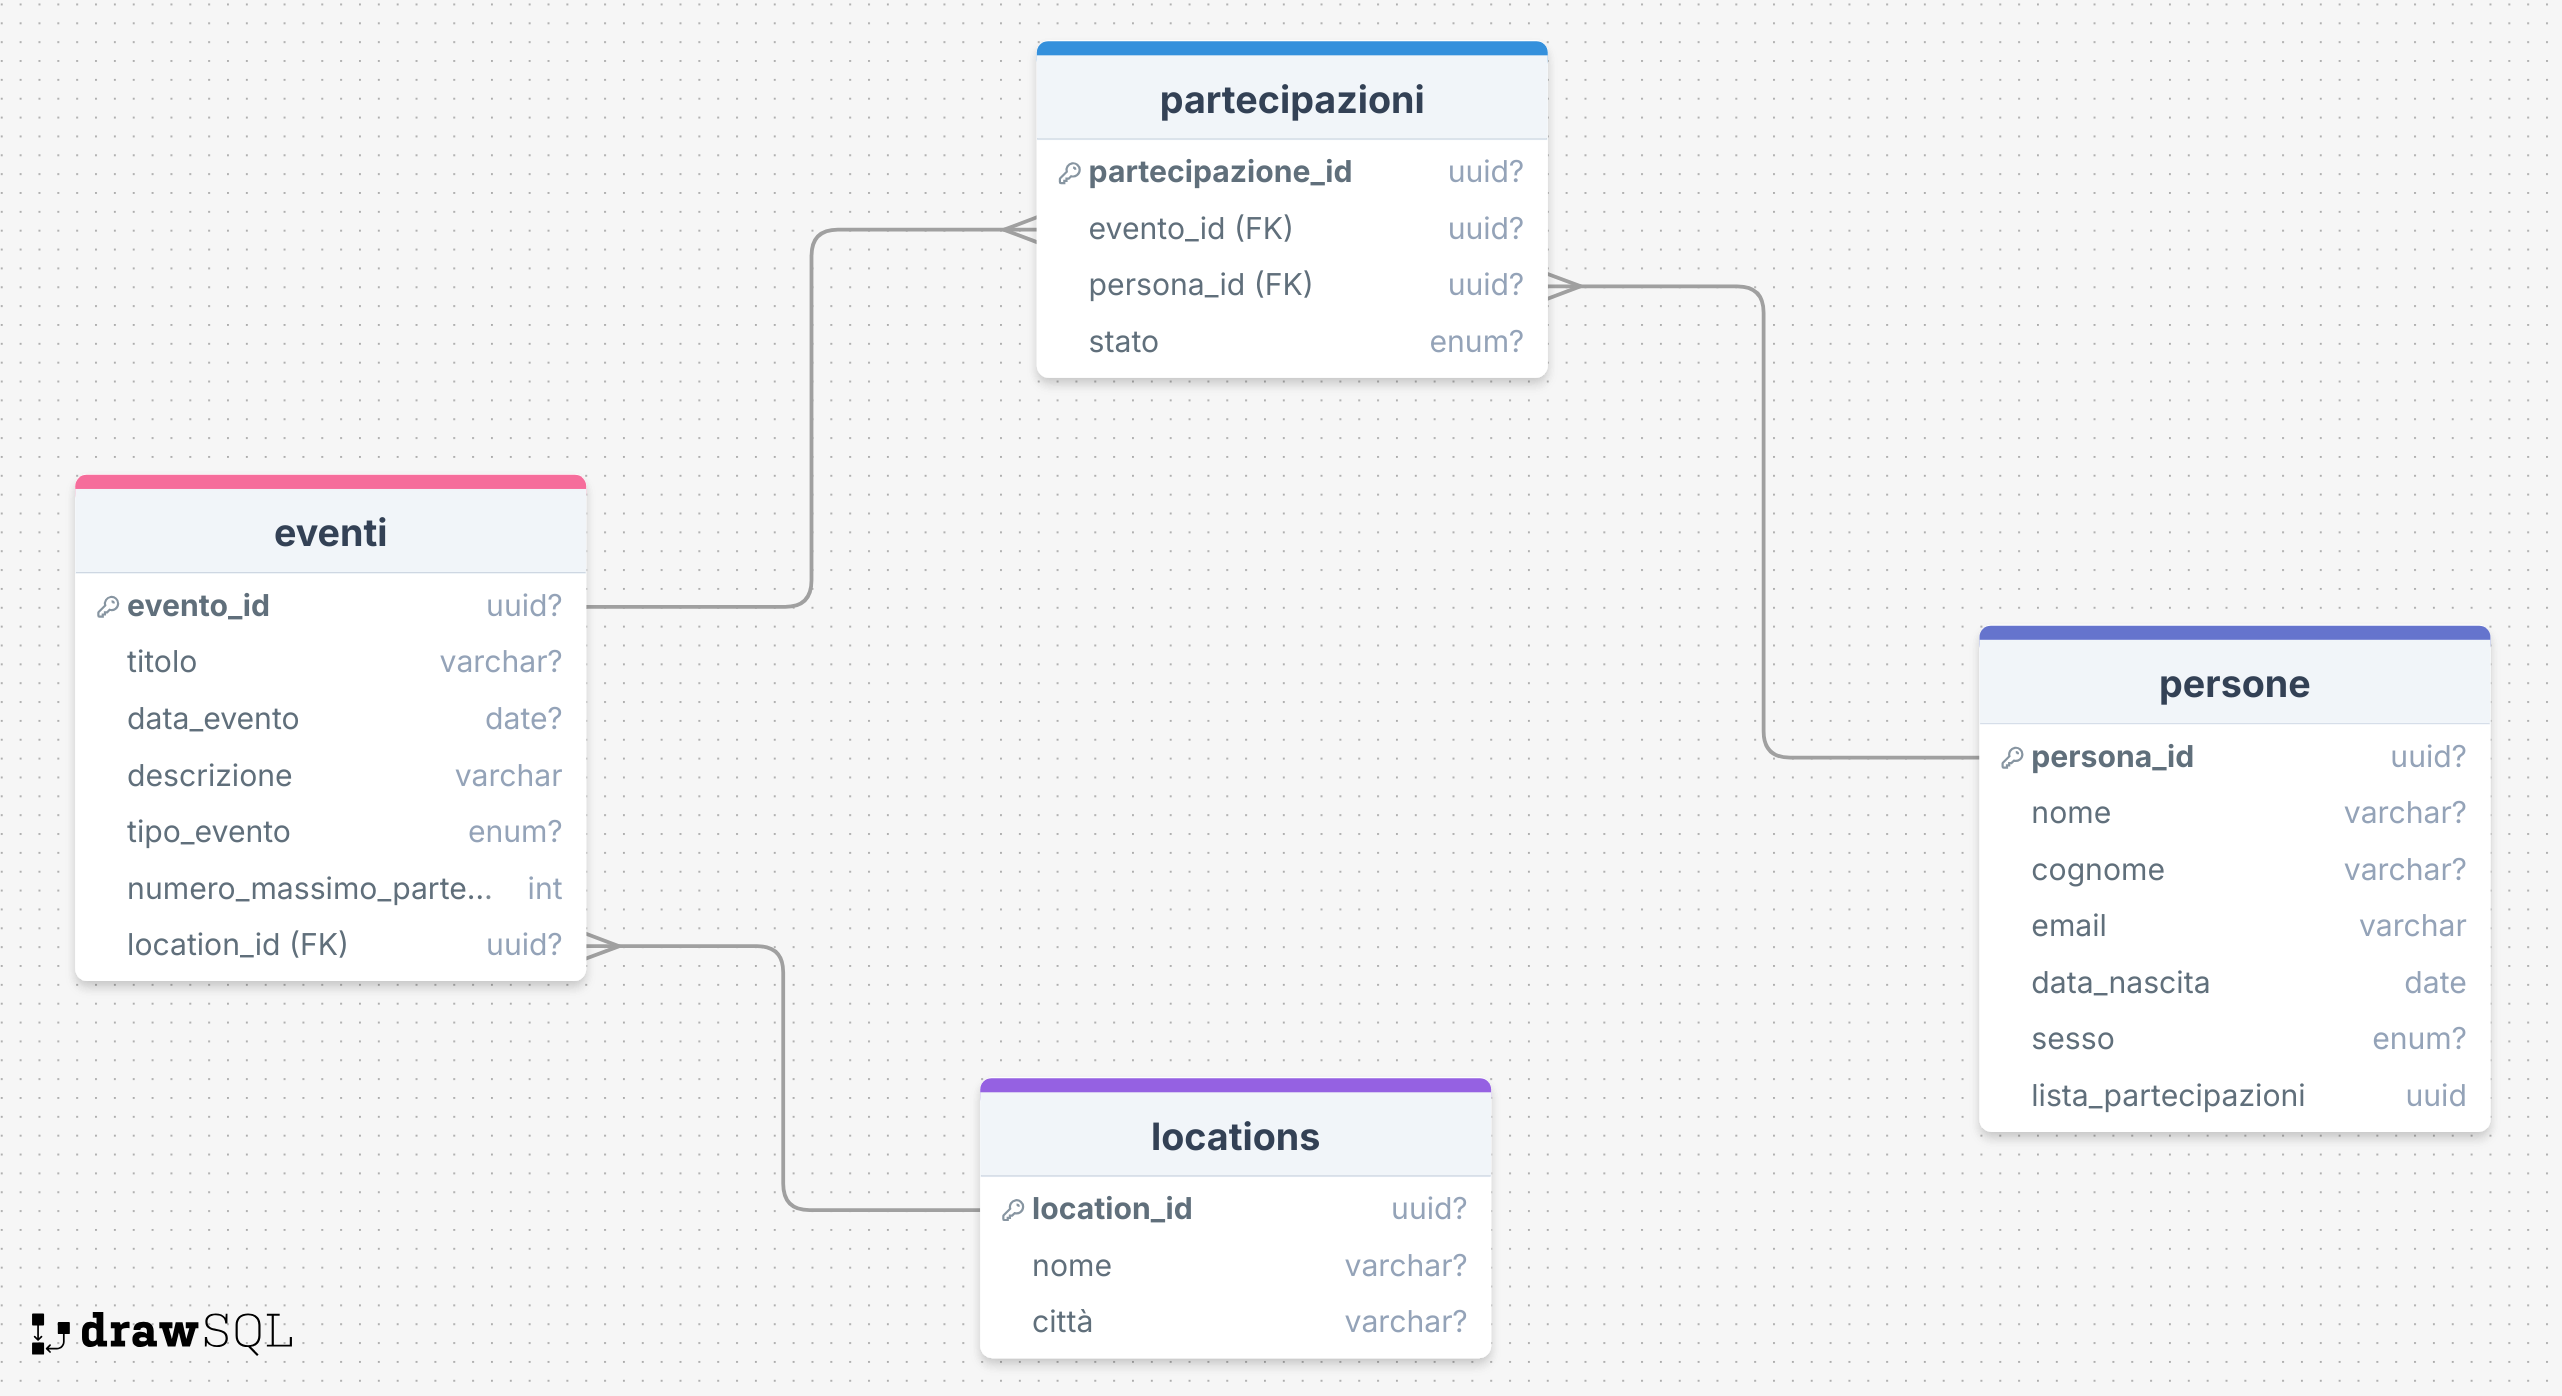 partecipazioni
partecipazione_id uuid?
evento_id (FK) uuid?
persona_id (FK) uuid?
stato enum?
eventi
evento_id uuid?
titolo varchar?
data_evento date?
descrizione varchar
tipo_evento enum?
numero_massimo_parte... int
location_id (FK) uuid?
persone
persona_id uuid?
nome varchar?
cognome varchar?
email varchar
data_nascita date
sesso enum?
lista_partecipazioni uuid
locations
location_id uuid?
nome varchar?
città varchar?
drawSQL